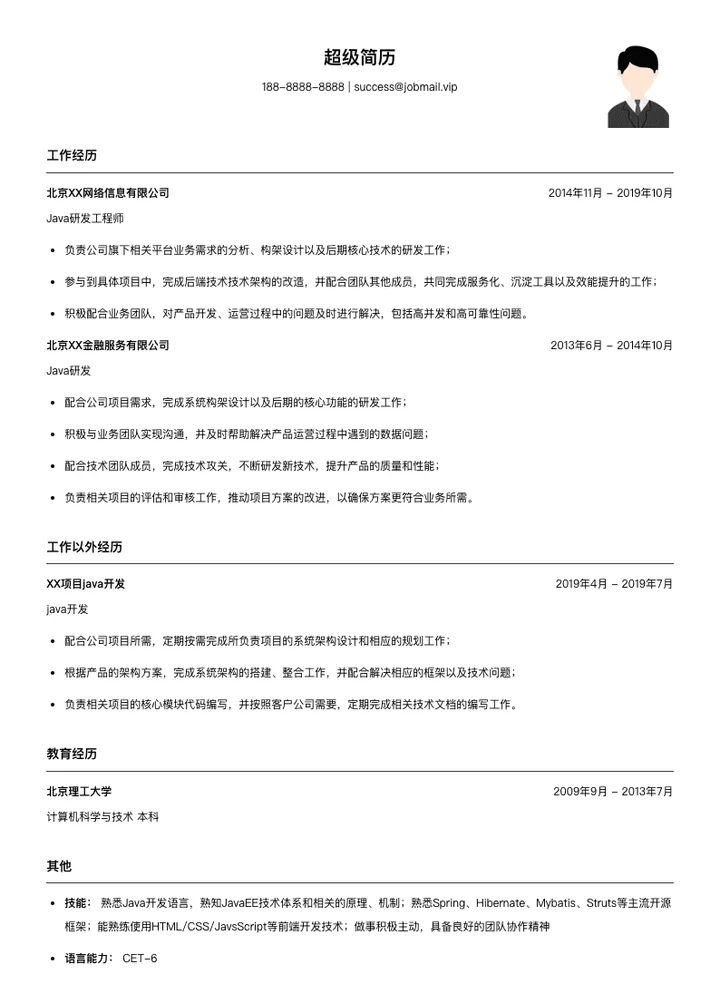 超级简历
188-8888-8888 | success@jobmail.vip
工作经历
北京XX网络信息有限公司 2014年11月 – 2019年10月
Java研发工程师
• 负责公司旗下相关平台业务需求的分析、构架设计以及后期核心技术的研发工作；
• 参与到具体项目中，完成后端技术技术架构的改造，并配合团队其他成员，共同完成服务化、沉淀工具以及效能提升的工作；
• 积极配合业务团队，对产品开发、运营过程中的问题及时进行解决，包括高并发和高可靠性问题。
北京XX金融服务有限公司 2013年6月 – 2014年10月
Java研发
• 配合公司项目需求，完成系统构架设计以及后期的核心功能的研发工作；
• 积极与业务团队实现沟通，并及时帮助解决产品运营过程中遇到的数据问题；
• 配合技术团队成员，完成技术攻关，不断研发新技术，提升产品的质量和性能；
• 负责相关项目的评估和审核工作，推动项目方案的改进，以确保方案更符合业务所需。
工作以外经历
XX项目java开发 2019年4月 – 2019年7月
java开发
• 配合公司项目所需，定期按需完成所负责项目的系统架构设计和相应的规划工作；
• 根据产品的架构方案，完成系统架构的搭建、整合工作，并配合解决相应的框架以及技术问题；
• 负责相关项目的核心模块代码编写，并按照客户公司需要，定期完成相关技术文档的编写工作。
教育经历
北京理工大学 2009年9月 – 2013年7月
计算机科学与技术 本科
其他
• 技能： 熟悉Java开发语言，熟知JavaEE技术体系和相关的原理、机制；熟悉Spring、Hibernate、Mybatis、Struts等主流开源
框架；能熟练使用HTML/CSS/JavsScript等前端开发技术；做事积极主动，具备良好的团队协作精神
• 语言能力： CET-6